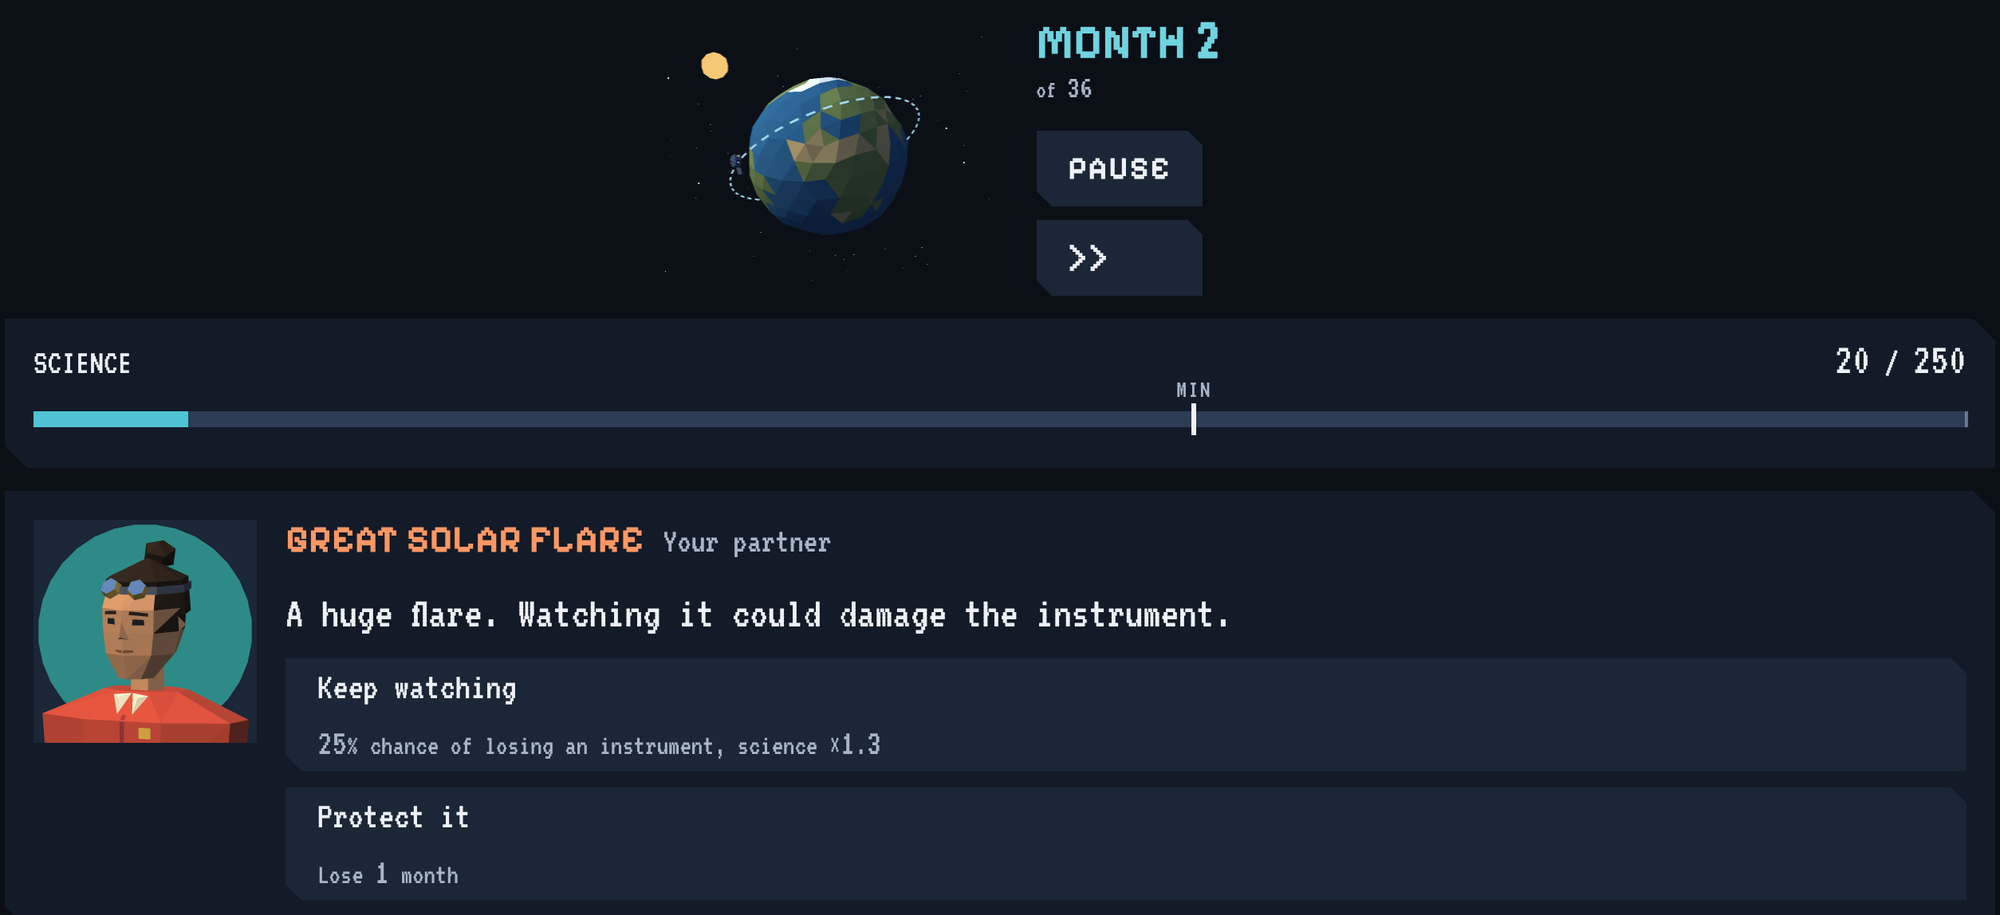 MONTH 2
of 36
PAUSE
>>
SCIENCE
20 / 250
MIN
GREAT SOLAR FLARE Your partner
A huge flare. Watching it could damage the instrument.
Keep watching
25% chance of losing an instrument, science ×1.3
Protect it
Lose 1 month